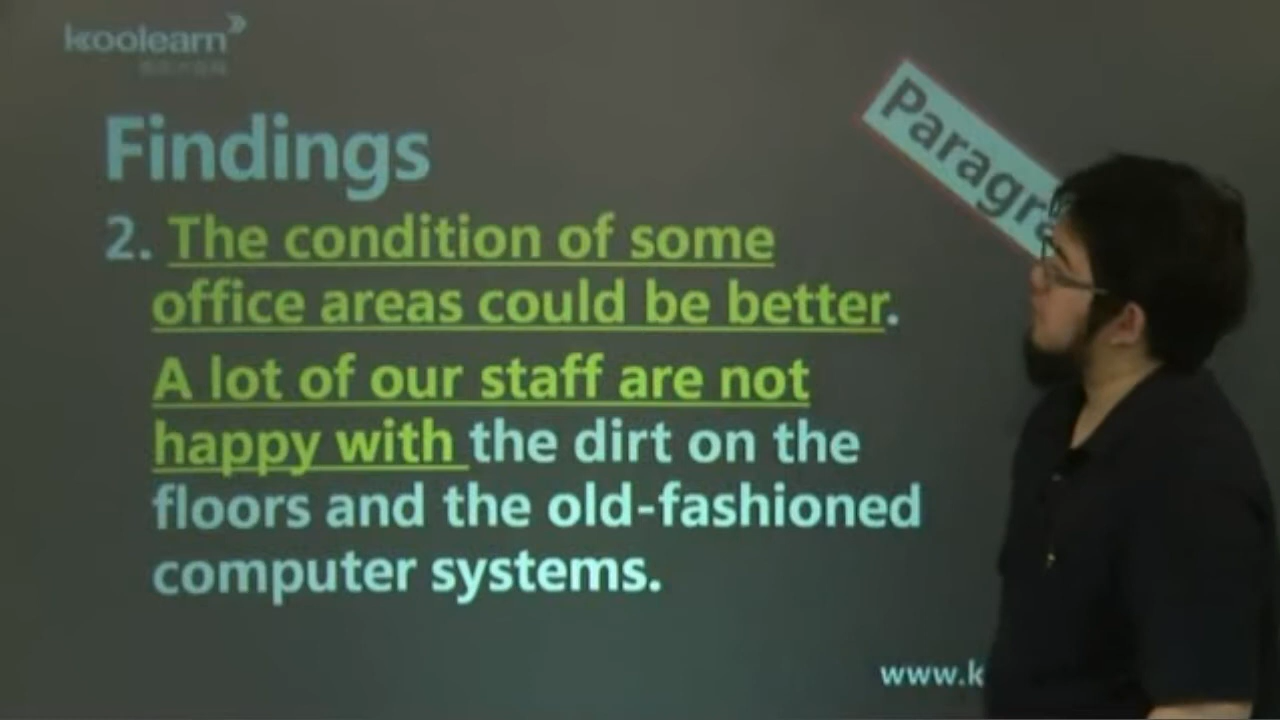 koolearn
Findings
2. The condition of some
office areas could be better.
A lot of our staff are not
happy with the dirt on the
floors and the old-fashioned
computer systems.
Paragra
www.k